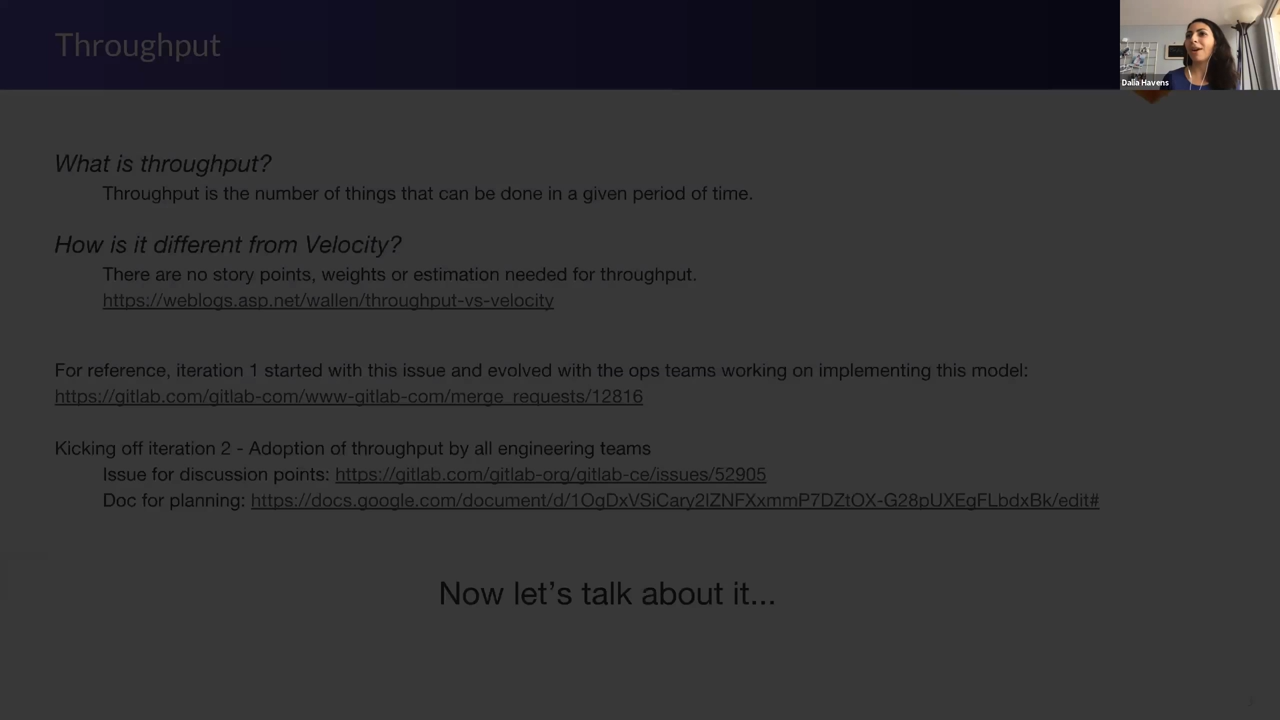 Throughput
Dalia Havens
What is throughput?
Throughput is the number of things that can be done in a given period of time.
How is it different from Velocity?
There are no story points, weights or estimation needed for throughput.
https://weblogs.asp.net/wallen/throughput-vs-velocity
For reference, iteration 1 started with this issue and evolved with the ops teams working on implementing this model:
https://gitlab.com/gitlab-com/www-gitlab-com/merge_requests/12816
Kicking off iteration 2 - Adoption of throughput by all engineering teams
Issue for discussion points: https://gitlab.com/gitlab-org/gitlab-ce/issues/52905
Doc for planning: https://docs.google.com/document/d/1OgDxVSiCary2lZNFXxmmP7DZtOX-G28pUXEgFLbdxBk/edit#
Now let's talk about it...